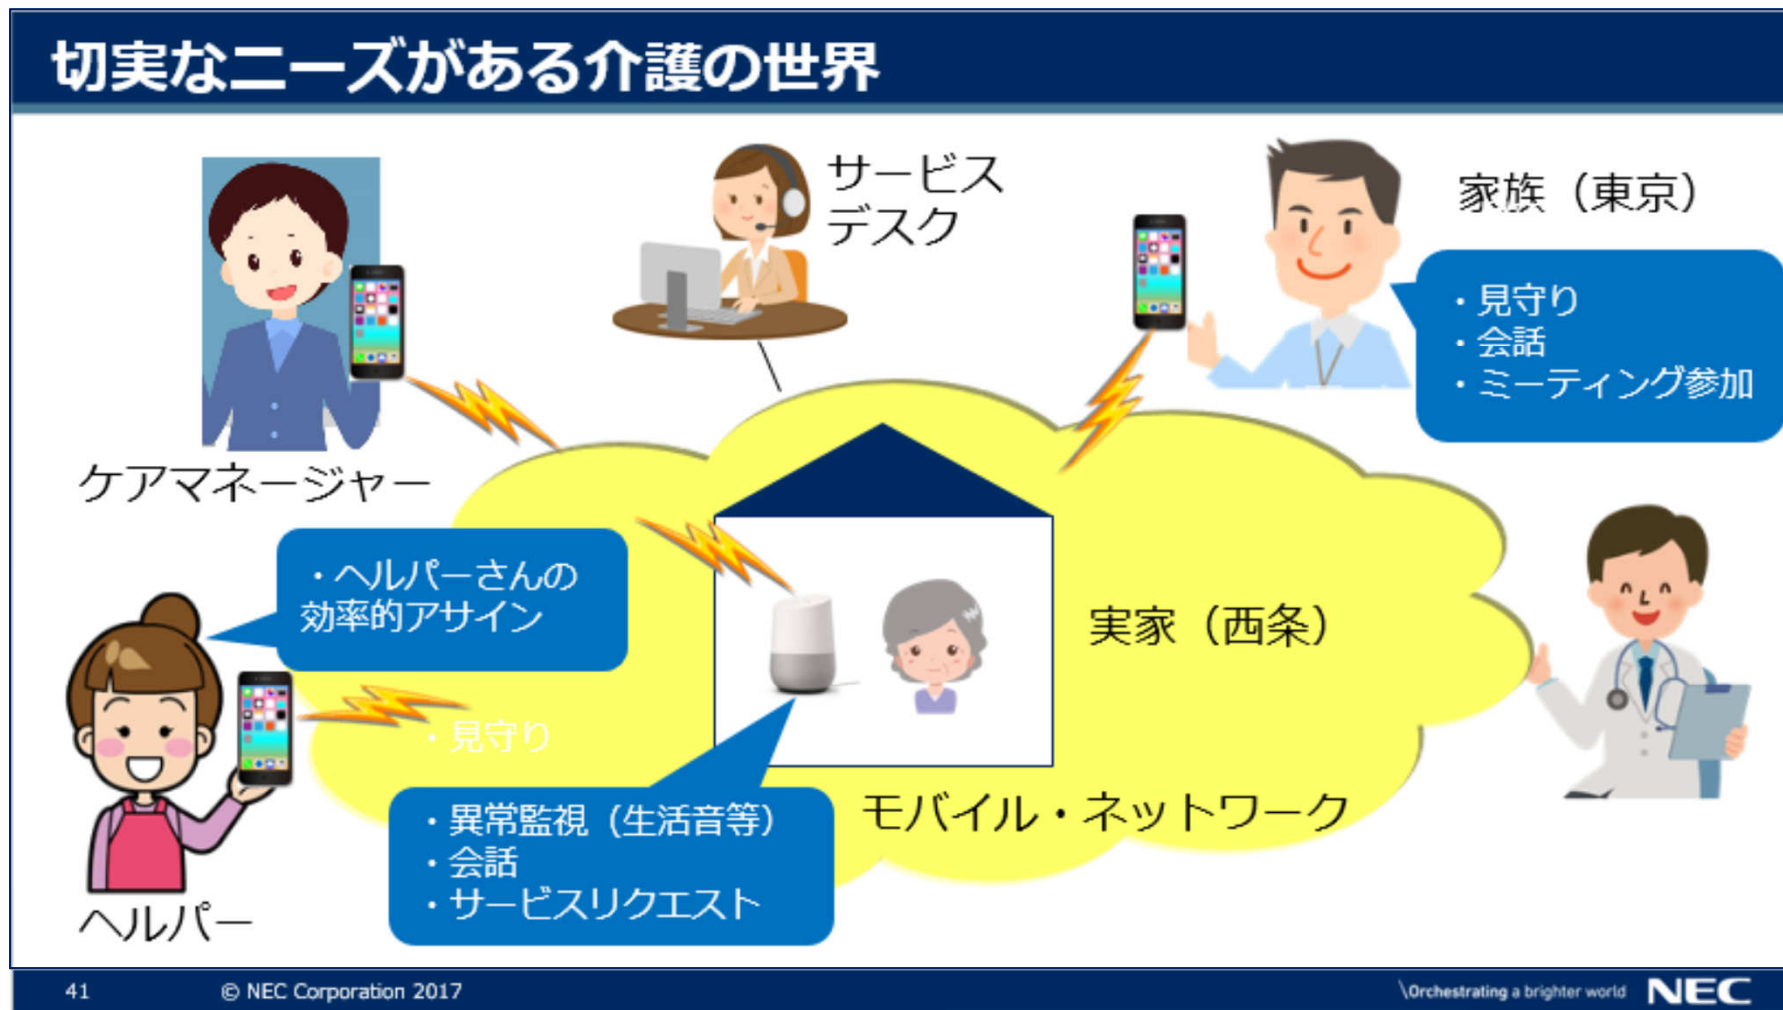 切実なニーズがある介護の世界
サービス
デスク
家族（東京）
・見守り
・会話
・ミーティング参加
ケアマネージャー
・ヘルパーさんの
効率的アサイン
実家（西条）
・見守り
・異常監視（生活音等）
・会話
・サービスリクエスト
モバイル・ネットワーク
ヘルパー
41
© NEC Corporation 2017
\Orchestrating a brighter world
NEC